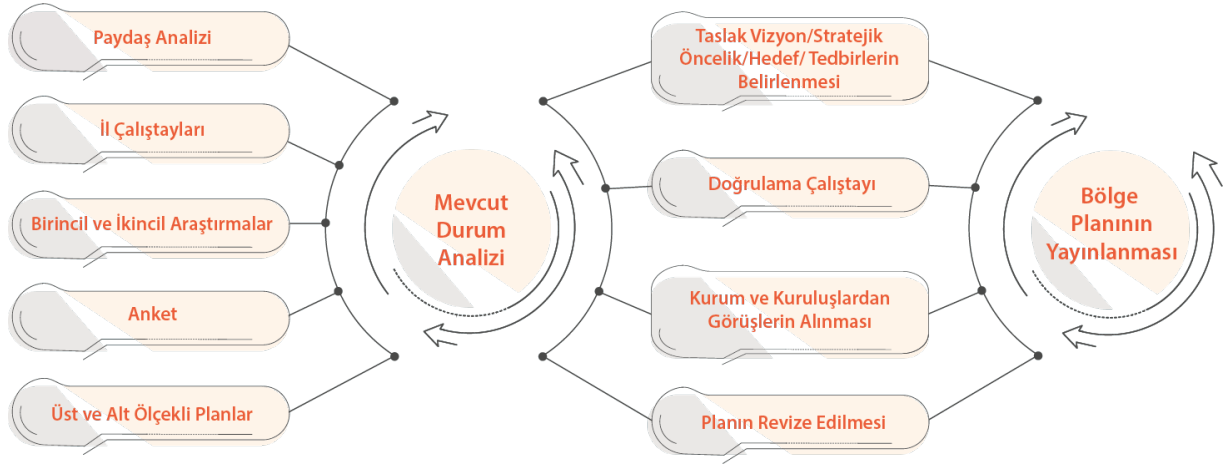 Paydaş Analizi
İl Çalıştayları
Birincil ve İkincil Araştırmalar
Anket
Üst ve Alt Ölçekli Planlar
Mevcut
Durum
Analizi
Taslak Vizyon/Stratejik
Öncelik/Hedef/ Tedbirlerin
Belirlenmesi
Doğrulama Çalıştayı
Kurum ve Kuruluşlardan
Görüşlerin Alınması
Planın Revize Edilmesi
Bölge
Planının
Yayınlanması